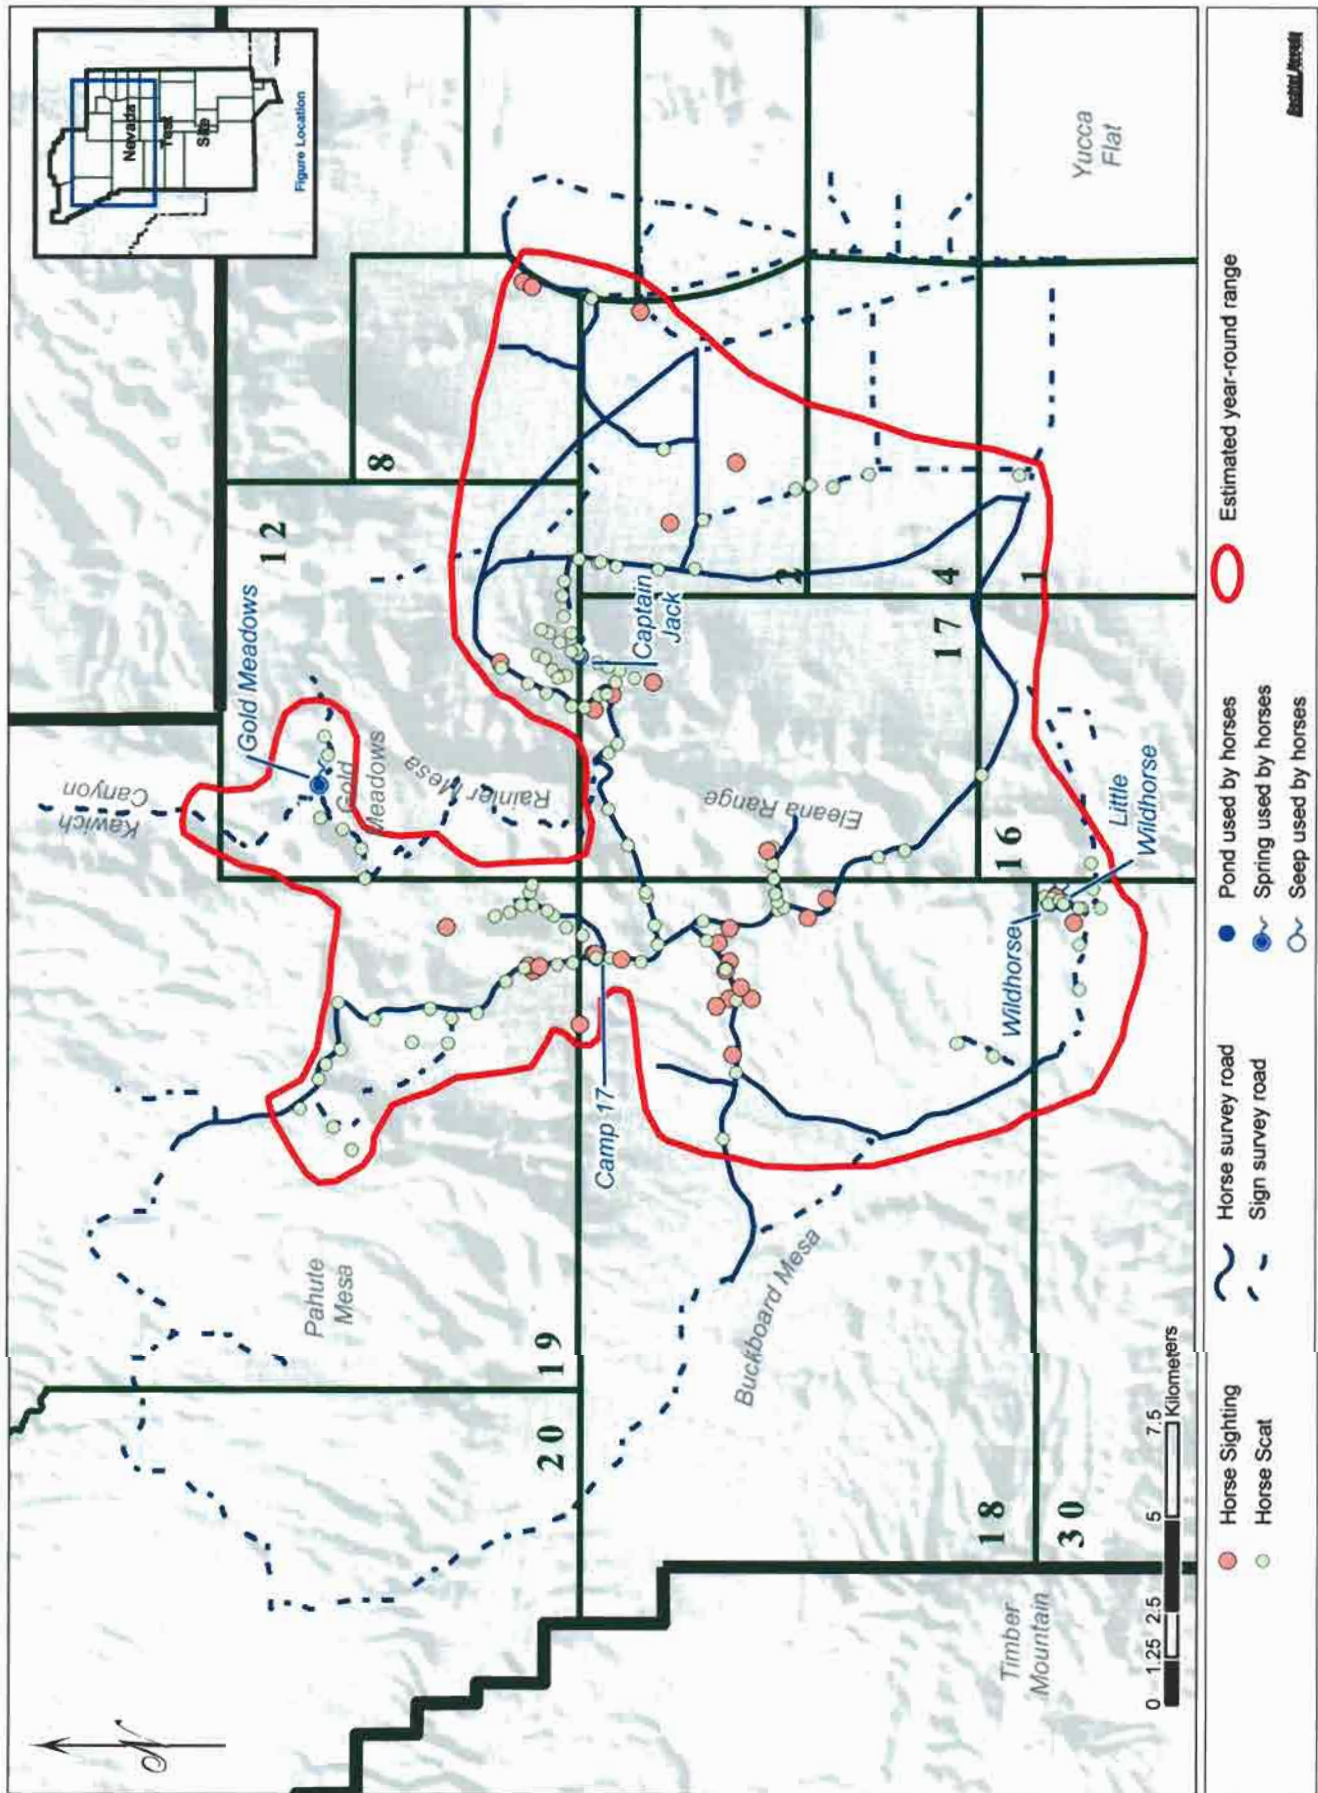 Nevada
Test
Site
Figure Location
Kawich
Canyon
Gold Meadows
12
8
Gold
Meadows
Rainier Mesa
Pahute
Mesa
19
20
Captain
Jack
Camp 17
Eleana Range
2
4
17
1
Yucca
Flat
Buckboard Mesa
18
30
16
Wildhorse
Little
Wildhorse
Timber
Mountain
N
0 1.25 2.5 5 7.5
Kilometers
Horse Sighting
Horse Scat
Horse survey road
Sign survey road
Pond used by horses
Spring used by horses
Seep used by horses
Estimated year-round range